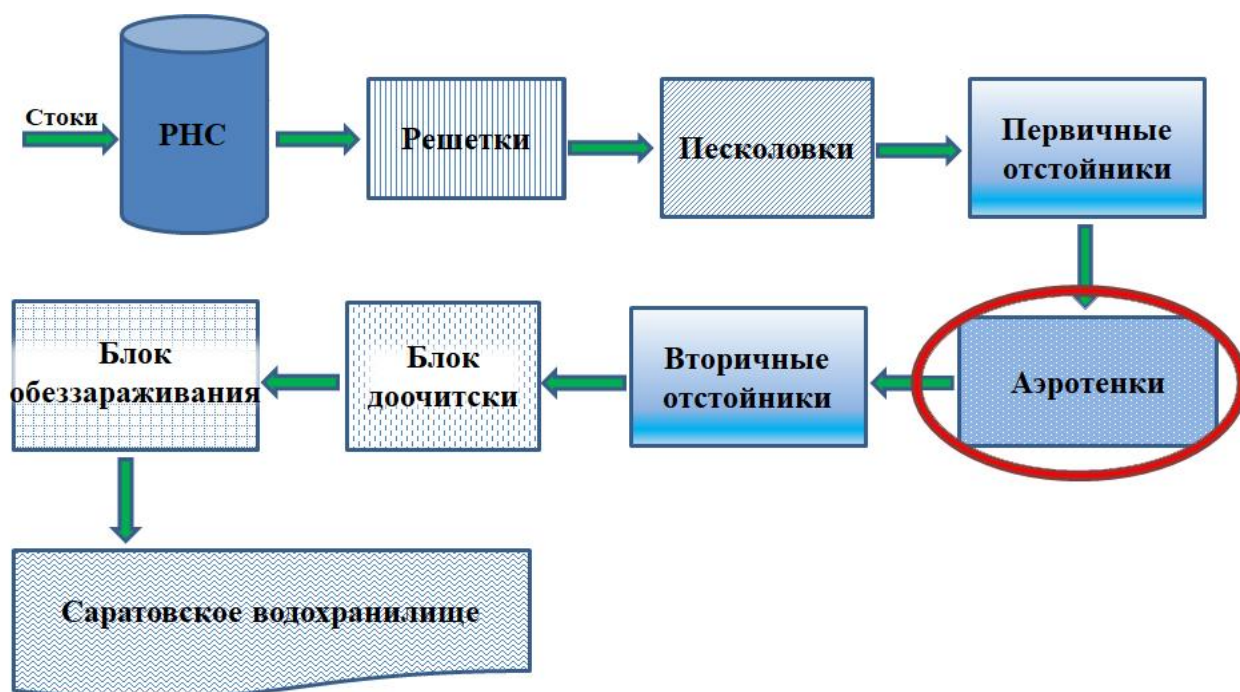 Стоки
РНС
Решетки
Песколовки
Первичные
отстойники
Аэротенки
Вторичные
отстойники
Блок
доочитски
Блок
обеззараживания
Саратовское водохранилище